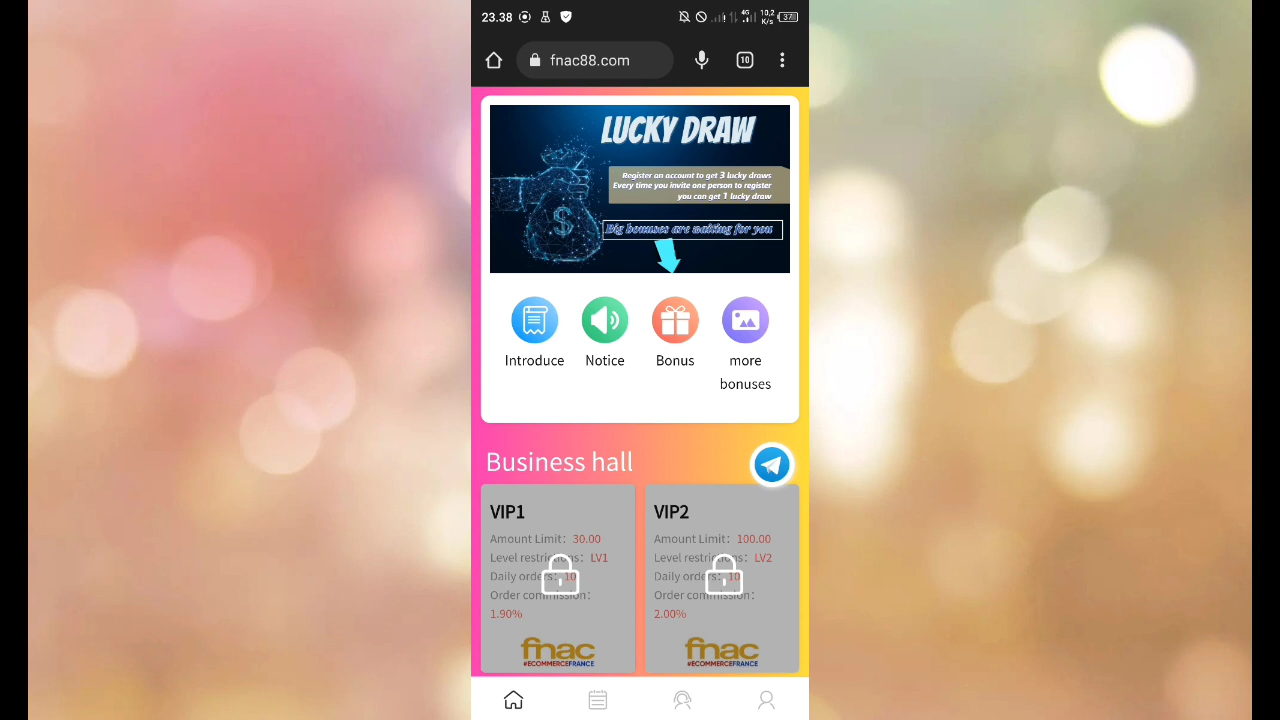 23.38
4G
10,2
K/s
37
fnac88.com
10
LUCKY DRAW
Register an account to get 3 lucky draws
Every time you invite one person to register
you can get 1 lucky draw
Big bonuses are waiting for you
Introduce
Notice
Bonus
more
bonuses
Business hall
VIP1
Amount Limit: 30.00
Level restrictions: LV1
Daily orders: 10
Order commission:
1.90%
fnac
#ECOMMERCEFRANCE
VIP2
Amount Limit: 100.00
Level restrictions: LV2
Daily orders: 10
Order commission:
2.00%
fnac
#ECOMMERCEFRANCE